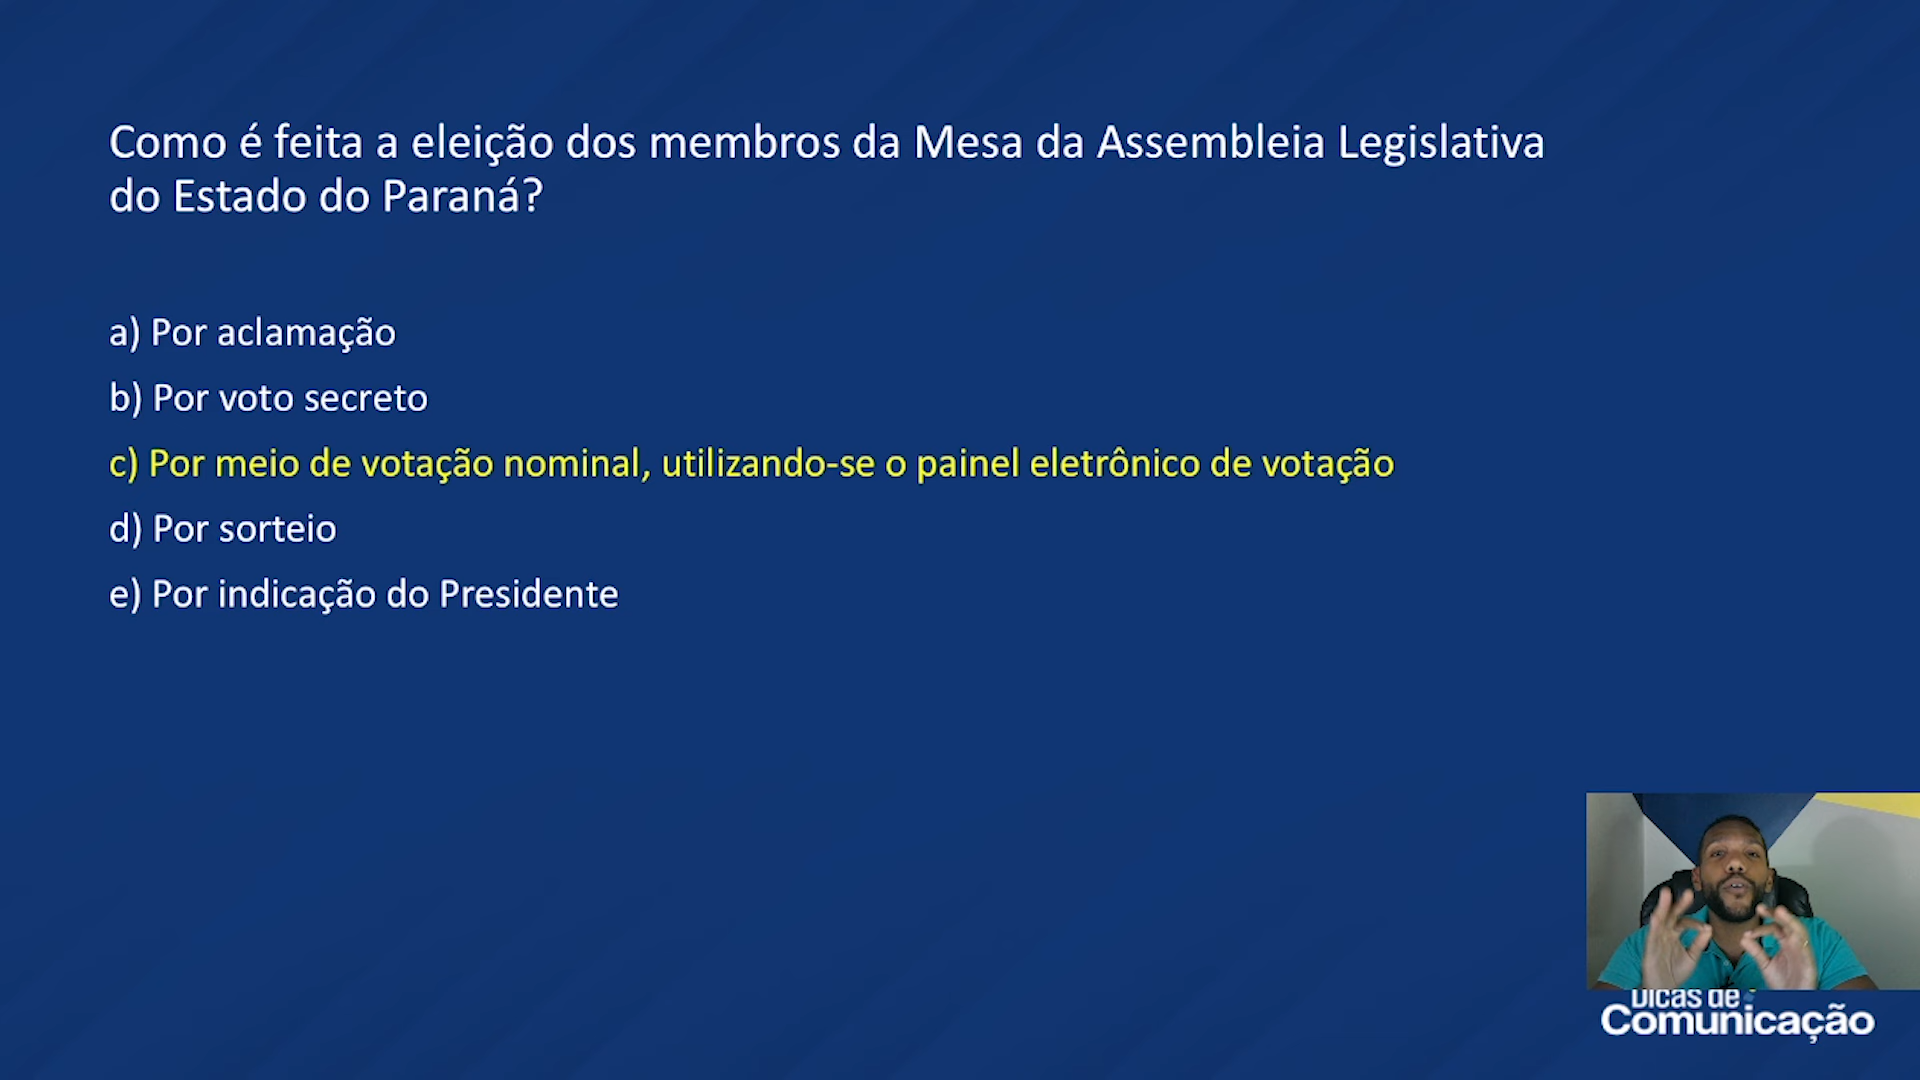 Como é feita a eleição dos membros da Mesa da Assembleia Legislativa
do Estado do Paraná?
a) Por aclamação
b) Por voto secreto
c) Por meio de votação nominal, utilizando-se o painel eletrônico de votação
d) Por sorteio
e) Por indicação do Presidente
Dicas de
Comunicação